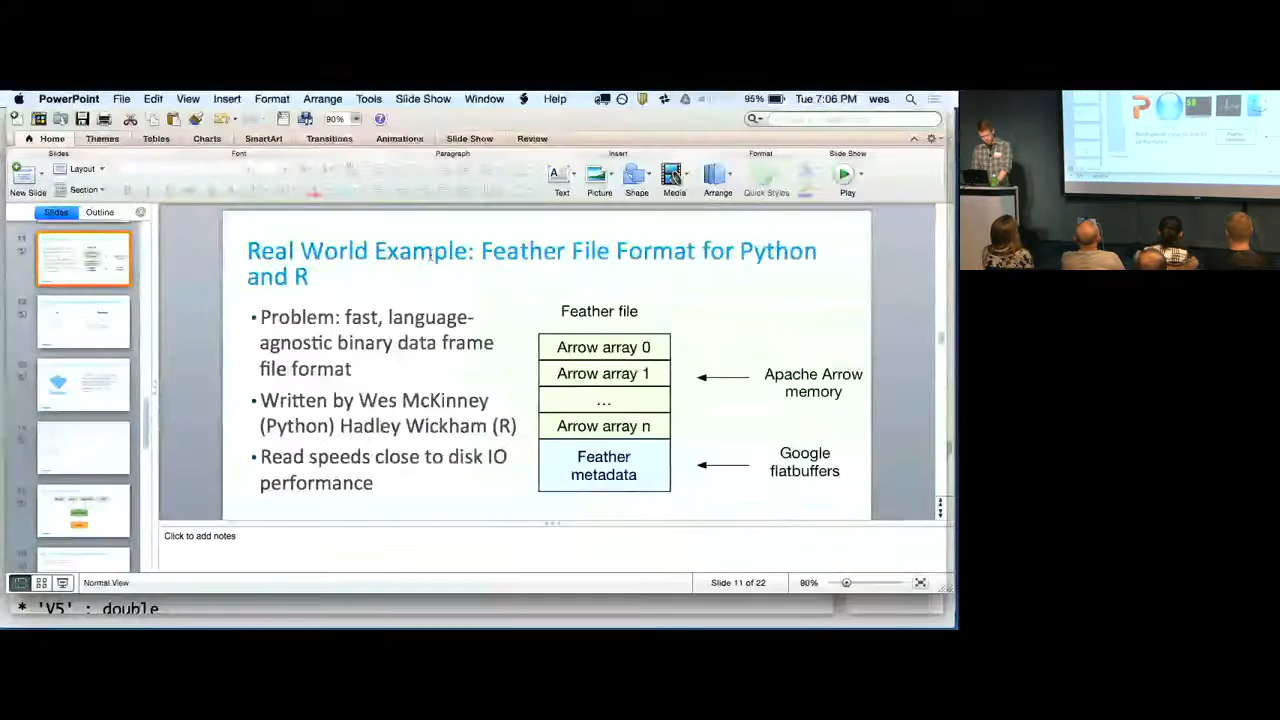 PowerPoint File Edit View Insert Format Arrange Tools Slide Show Window Help 95% Tue 7:06 PM wes
90%
Home Themes Tables Charts SmartArt Transitions Animations Slide Show Review
Slides Font Paragraph Insert Format Slide Show
Layout
Section
New Slide Text Picture Shape Media Arrange Quick Styles Play
Slides Outline
11
12
Real World Example: Feather File Format for Python
and R
• Problem: fast, language-
agnostic binary data frame
file format
• Written by Wes McKinney
(Python) Hadley Wickham (R)
• Read speeds close to disk IO
performance
Feather file
Arrow array 0
Arrow array 1
...
Arrow array n
Feather
metadata
Apache Arrow
memory
Google
flatbuffers
Click to add notes
Normal View Slide 11 of 22 90%
* 'V5' : double